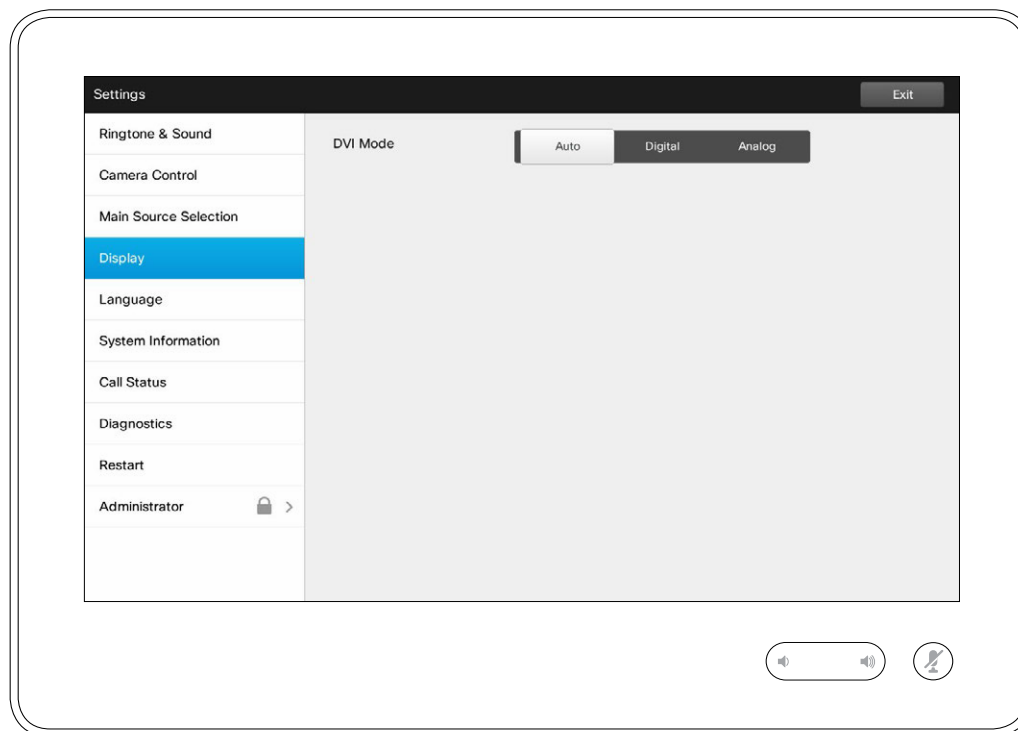 Settings
Exit
Ringtone & Sound
DVI Mode
Auto
Digital
Analog
Camera Control
Main Source Selection
Display
Language
System Information
Call Status
Diagnostics
Restart
Administrator